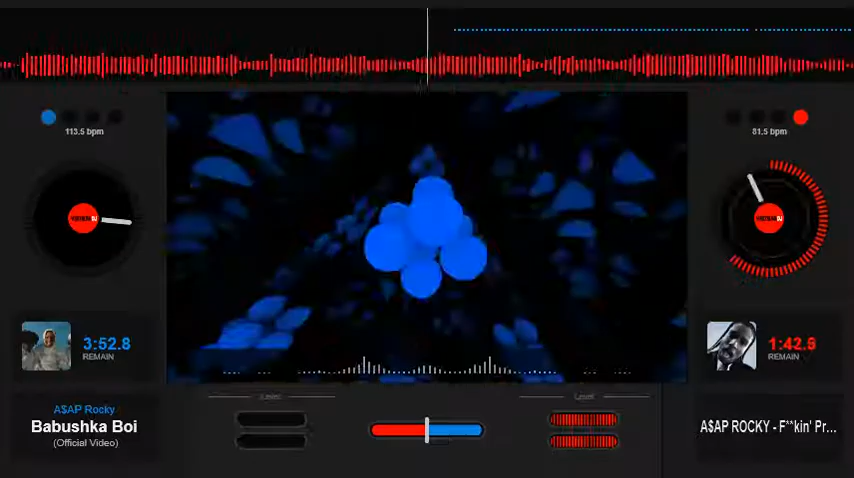 113.5 bpm
81.5 bpm
3:52.8
REMAIN
1:42.6
REMAIN
A$AP Rocky
Babushka Boi
(Official Video)
A$AP ROCKY - F**kin' Pr...